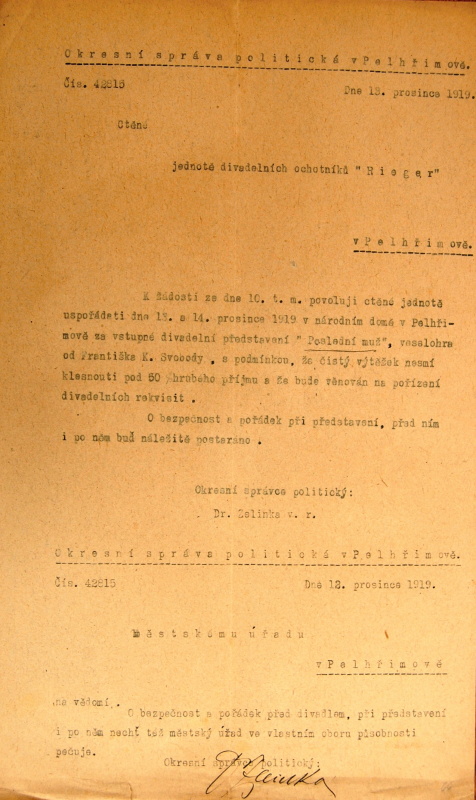 Okresní správa politická v Pelhřimově.
Čís. 42815
Dne 13. prosince 1919.
Ctěné
jednotě divadelních ochotníků "Rieger"
v Pelhřimově.
K žádosti ze dne 10. t. m. povoluji ctěné jednotě
uspořádati dne 13. a 14. prosince 1919 v národním domě v Pelhři-
mově za vstupné divadelní představení " Poslední muž", veselohra
od Františka X. Svobody , s podmínkou, že čistý výtěžek nesmí
klesnouti pod 50 % hrubého příjmu a že bude věnován na pořízení
divadelních rekvisit .
O bezpečnost a pořádek při představení, před ním
i po něm buď náležitě postaráno .
Okresní správce politický:
Dr. Zelinka v. r.
Okresní správa politická v Pelhřimově.
Čís. 42815
Dne 12. prosince 1919.
Městskému úřadu
v Pelhřimově
na vědomí .
O bezpečnost a pořádek před divadlem, při představení
i po něm nechť též městský úřad ve vlastním oboru působnosti
pečuje.
Okresní správce politický:
Zelinka